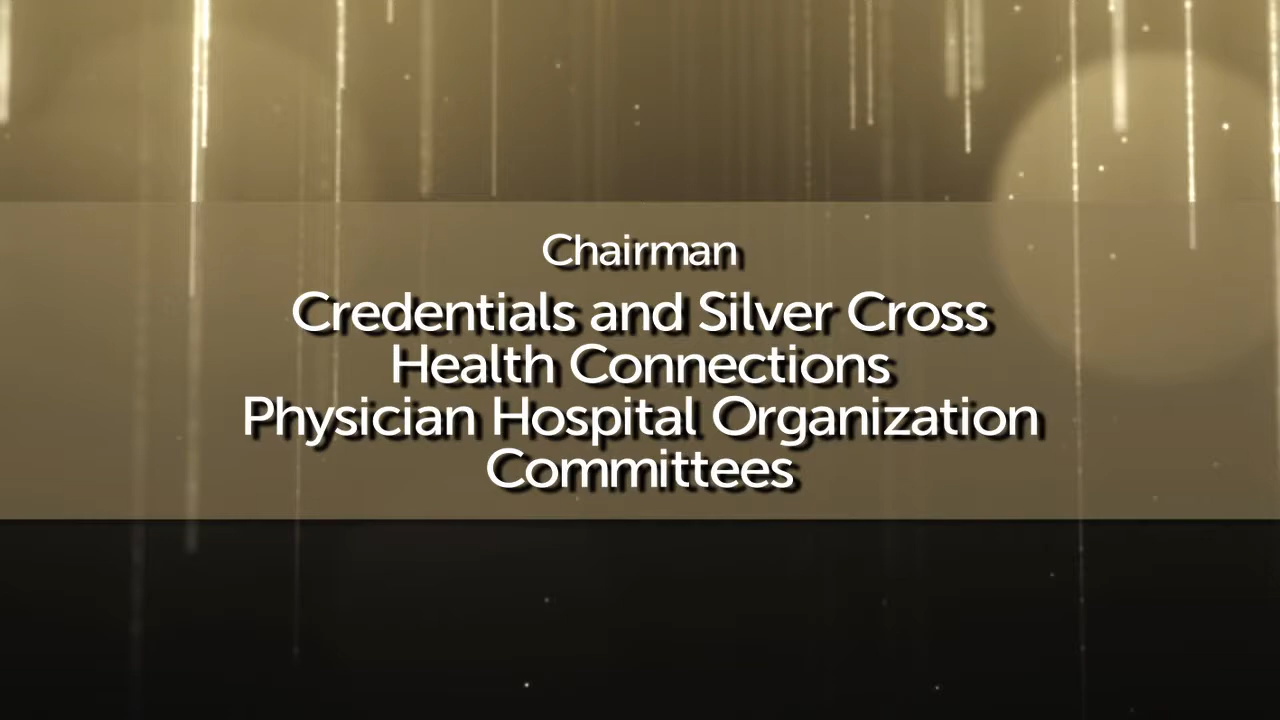 Chairman
Credentials and Silver Cross
Health Connections
Physician Hospital Organization
Committees